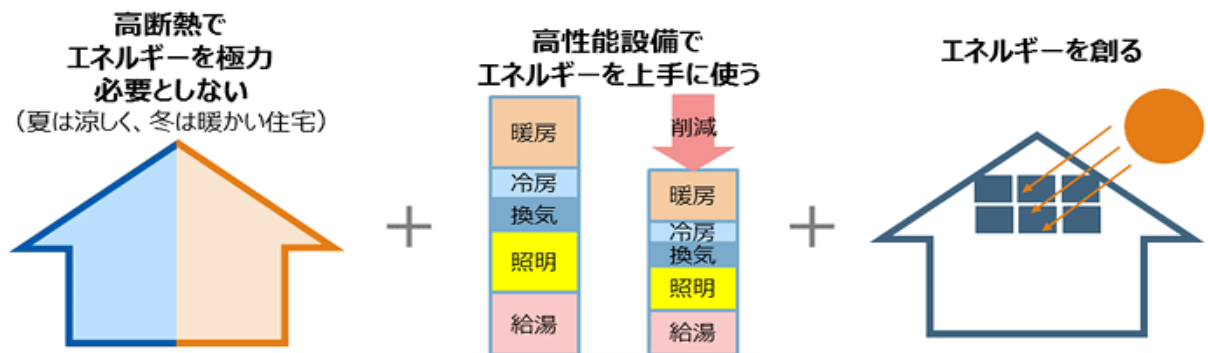 高断熱で
エネルギーを極力
必要としない
（夏は涼しく、冬は暖かい住宅）
高性能設備で
エネルギーを上手に使う
暖房
冷房
換気
照明
給湯
削減
暖房
冷房
換気
照明
給湯
エネルギーを創る